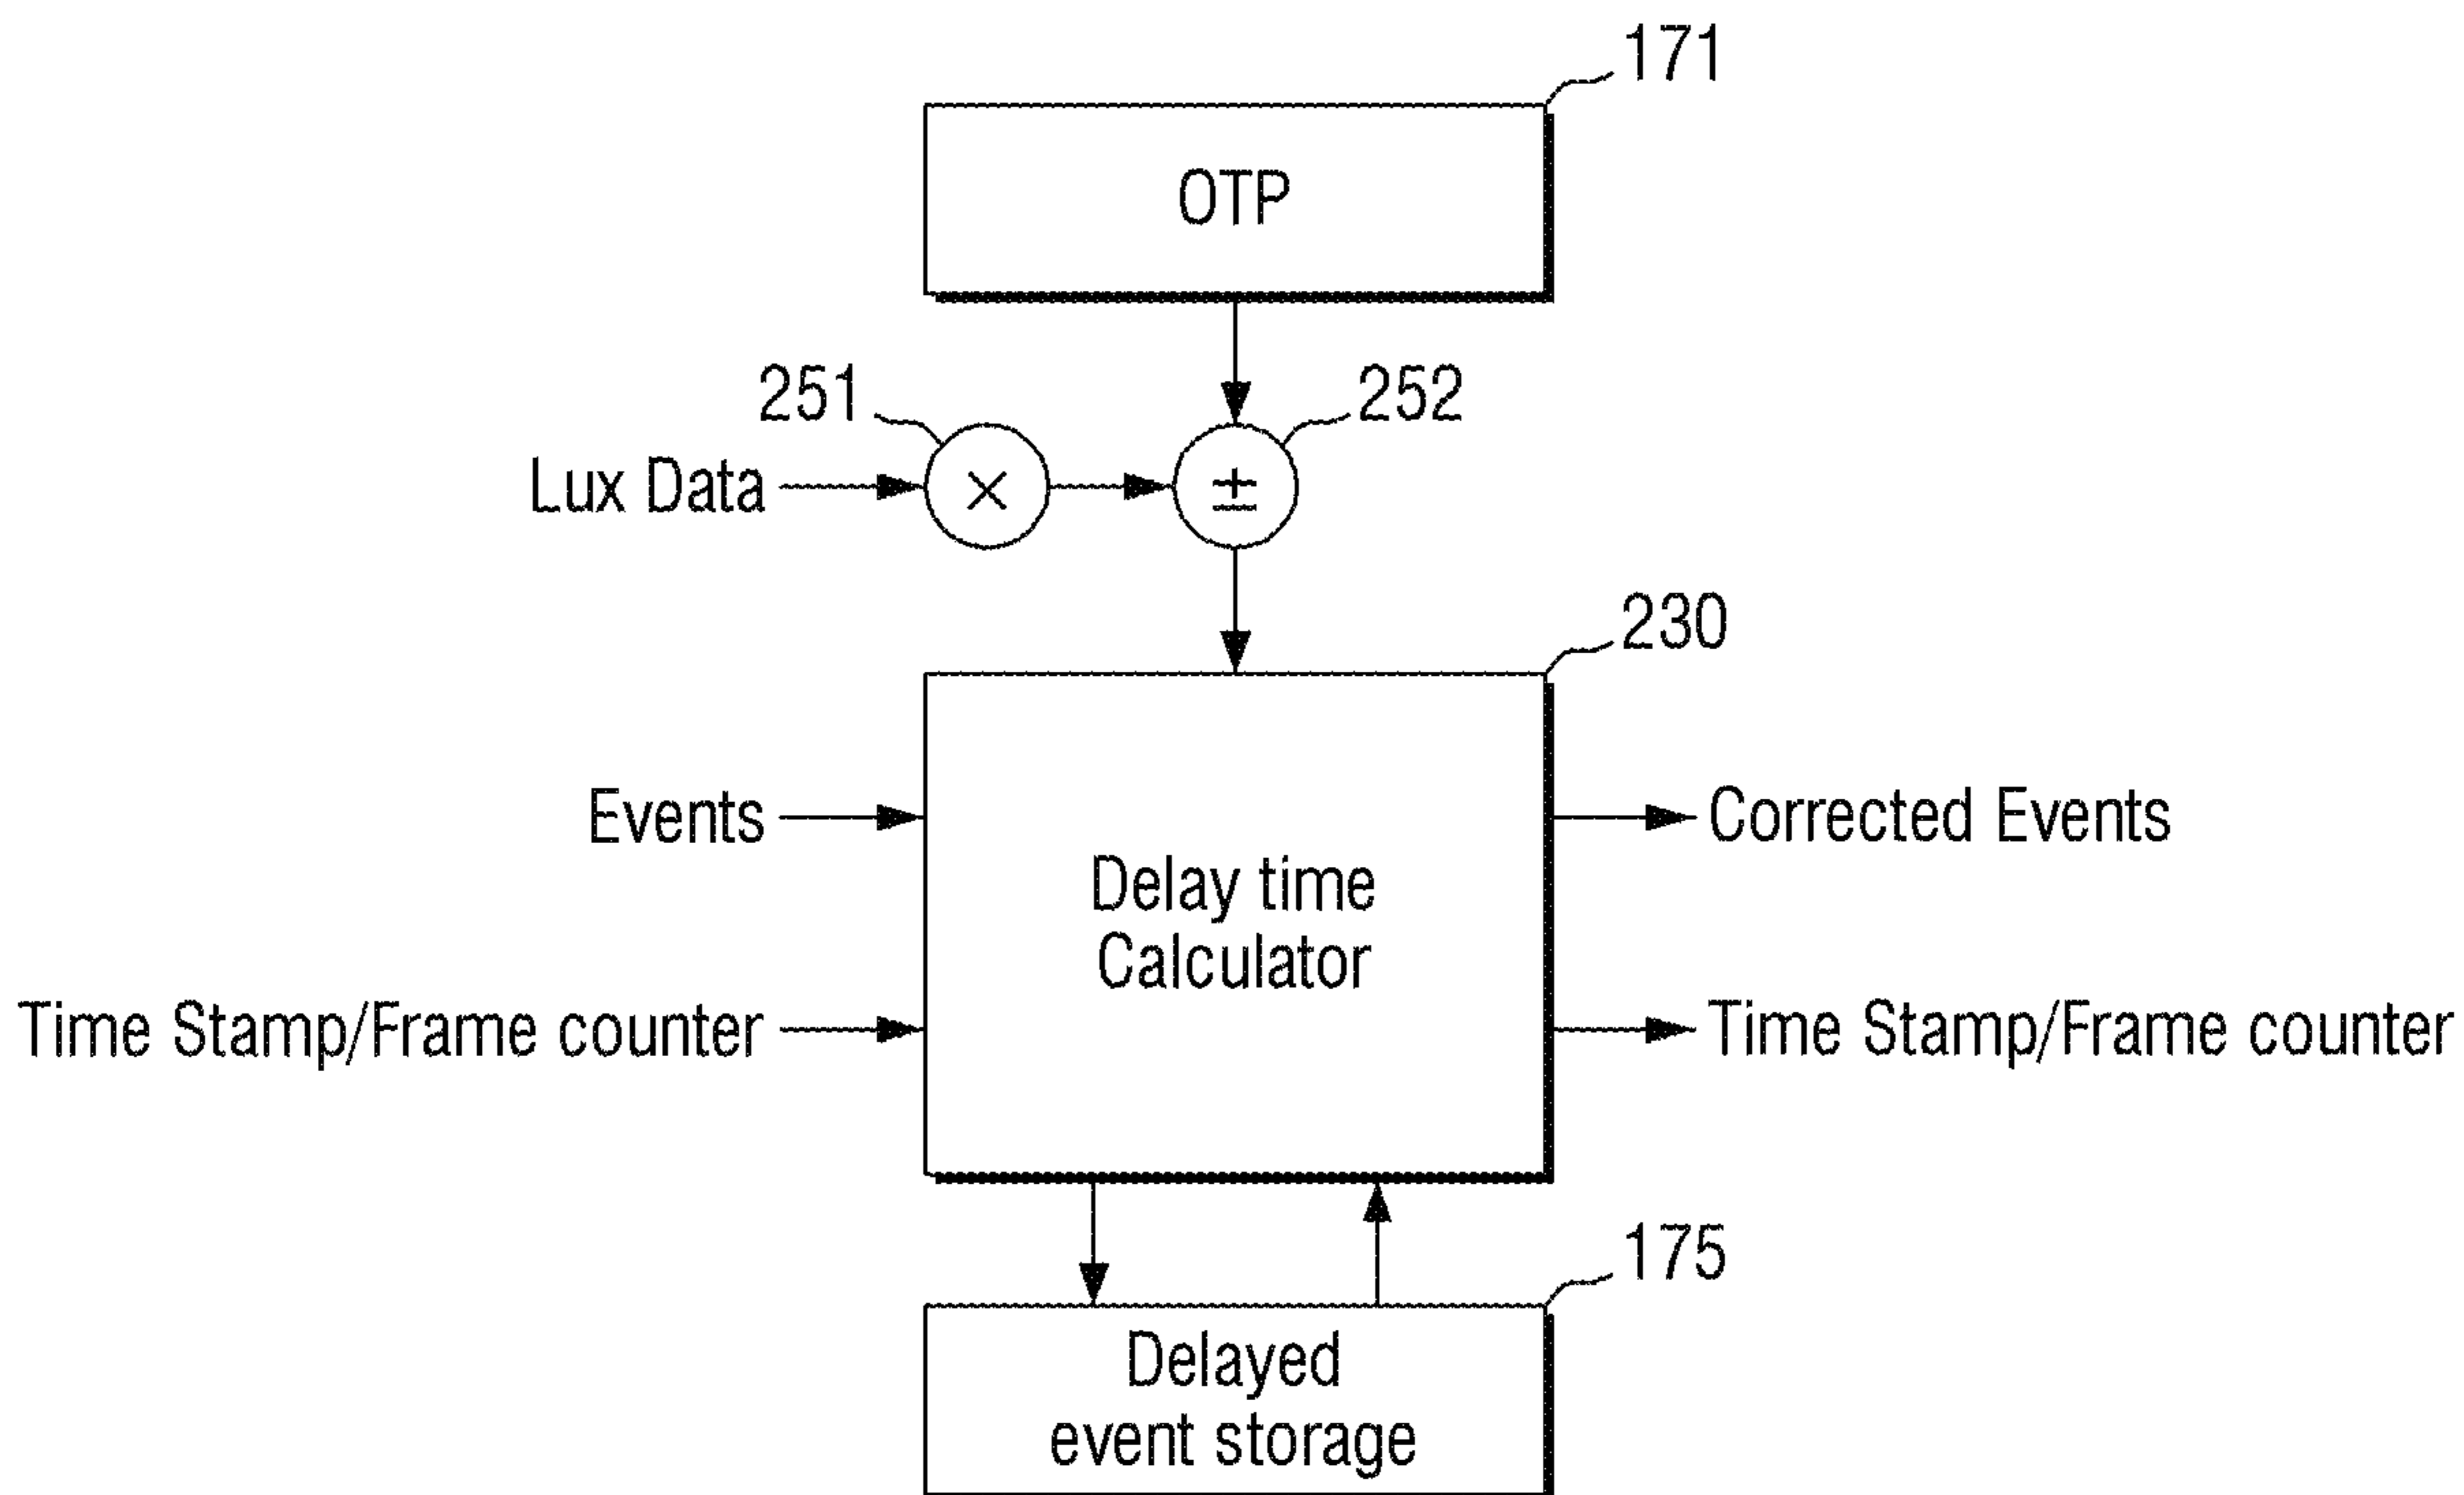 171
OTP
251
252
Lux Data
×
±
230
Events
Corrected Events
Delay time
Calculator
Time Stamp/Frame counter
Time Stamp/Frame counter
175
Delayed
event storage